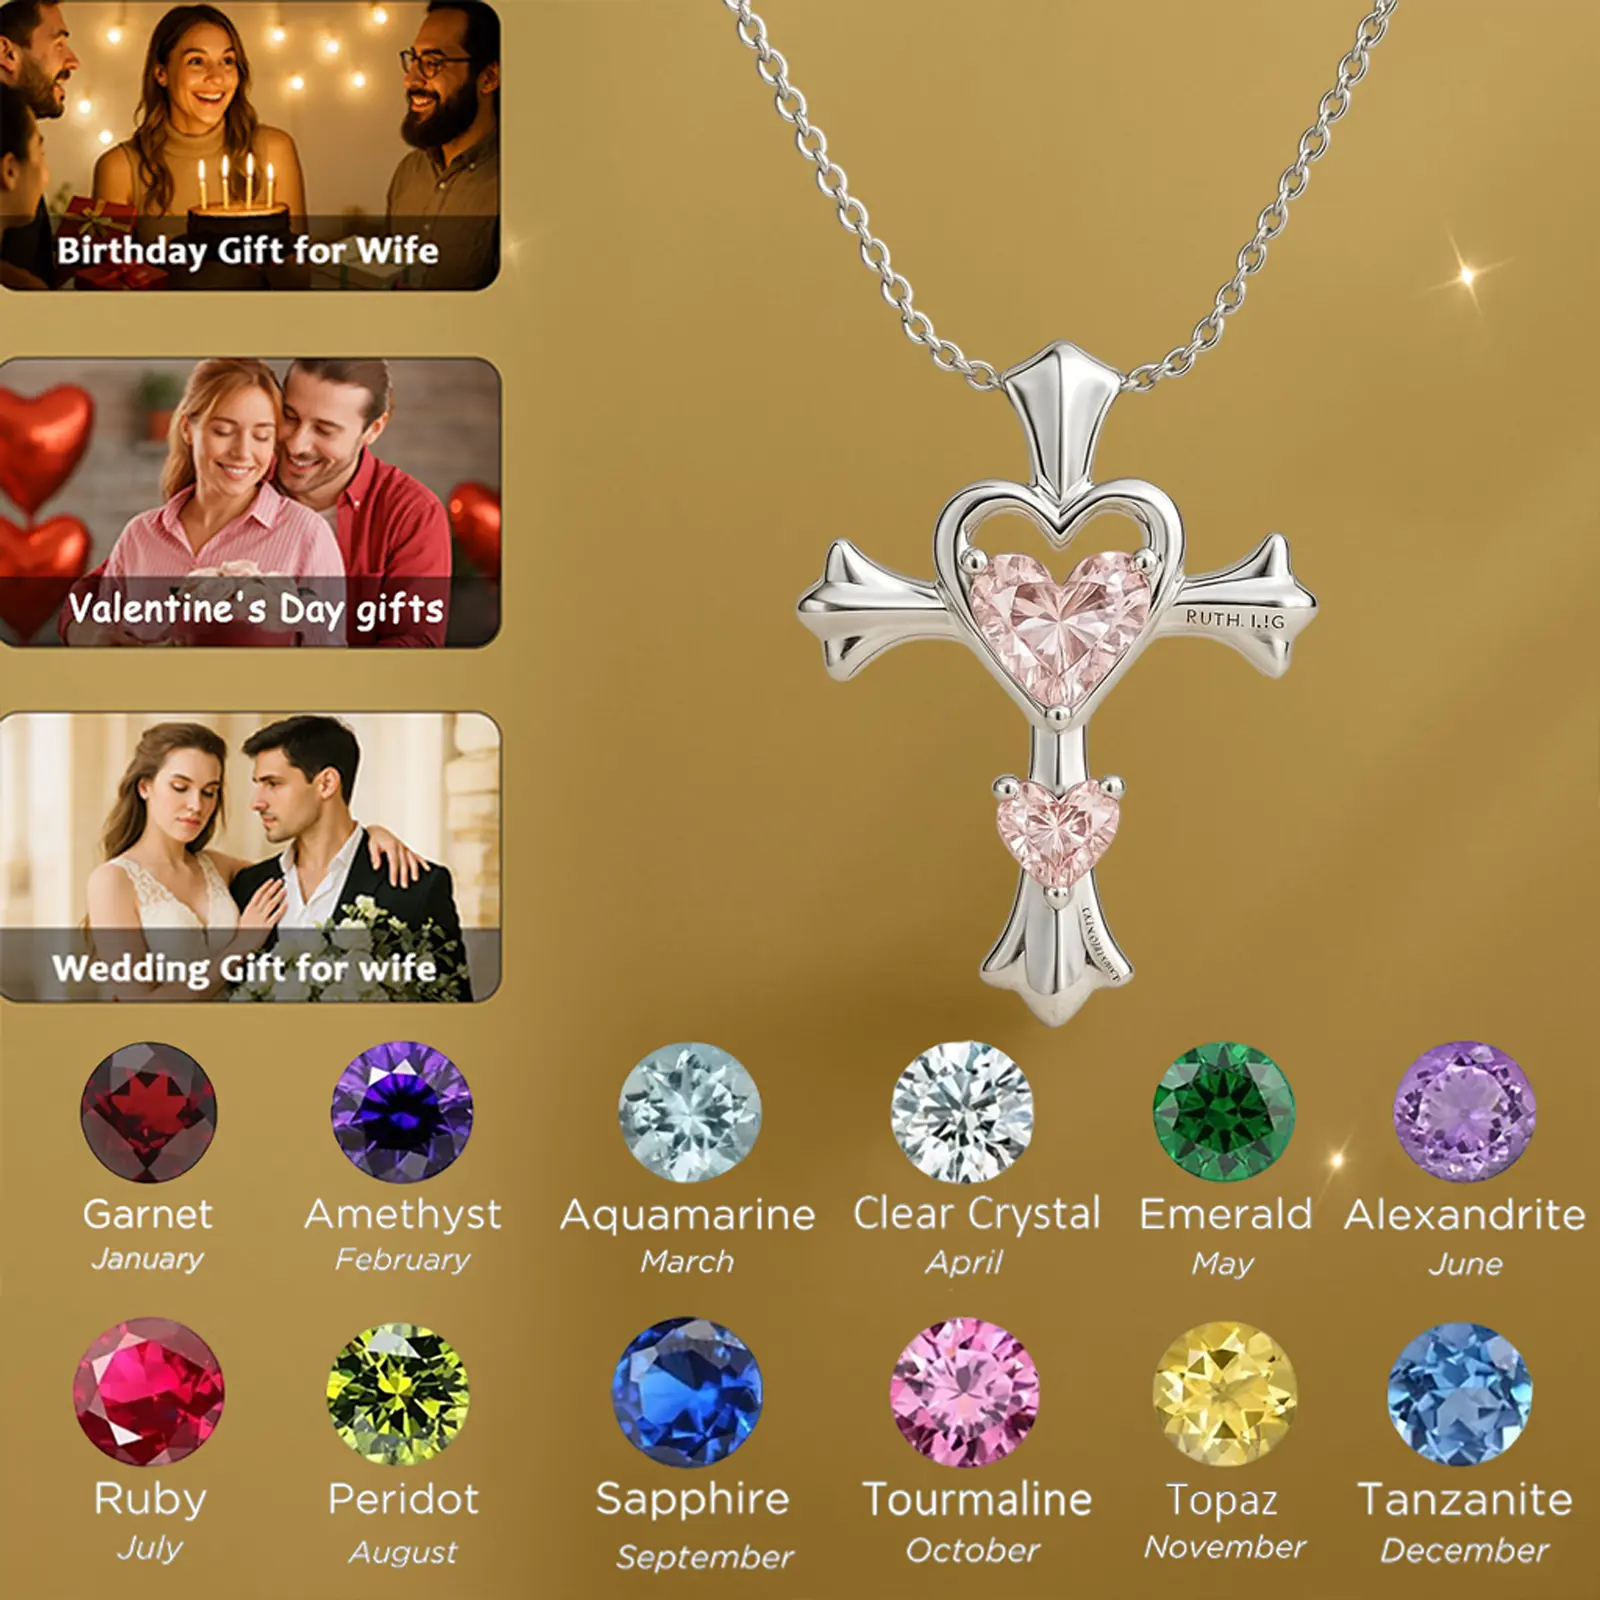 Birthday Gift for Wife
Valentine's Day gifts
RUTH. I.!G
Wedding Gift for wife
Garnet
January
Amethyst
February
Aquamarine
March
Clear Crystal
April
Emerald
May
Alexandrite
June
Ruby
July
Peridot
August
Sapphire
September
Tourmaline
October
Topaz
November
Tanzanite
December